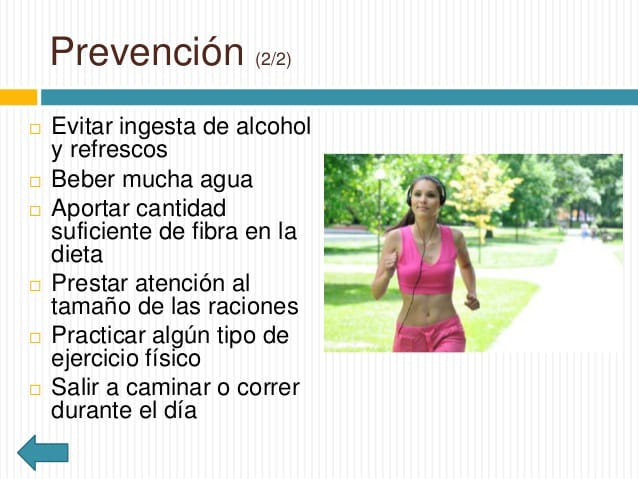 Prevención (2/2)
Evitar ingesta de alcohol
y refrescos
Beber mucha agua
Aportar cantidad
suficiente de fibra en la
dieta
Prestar atención al
tamaño de las raciones
Practicar algún tipo de
ejercicio físico
Salir a caminar o correr
durante el día